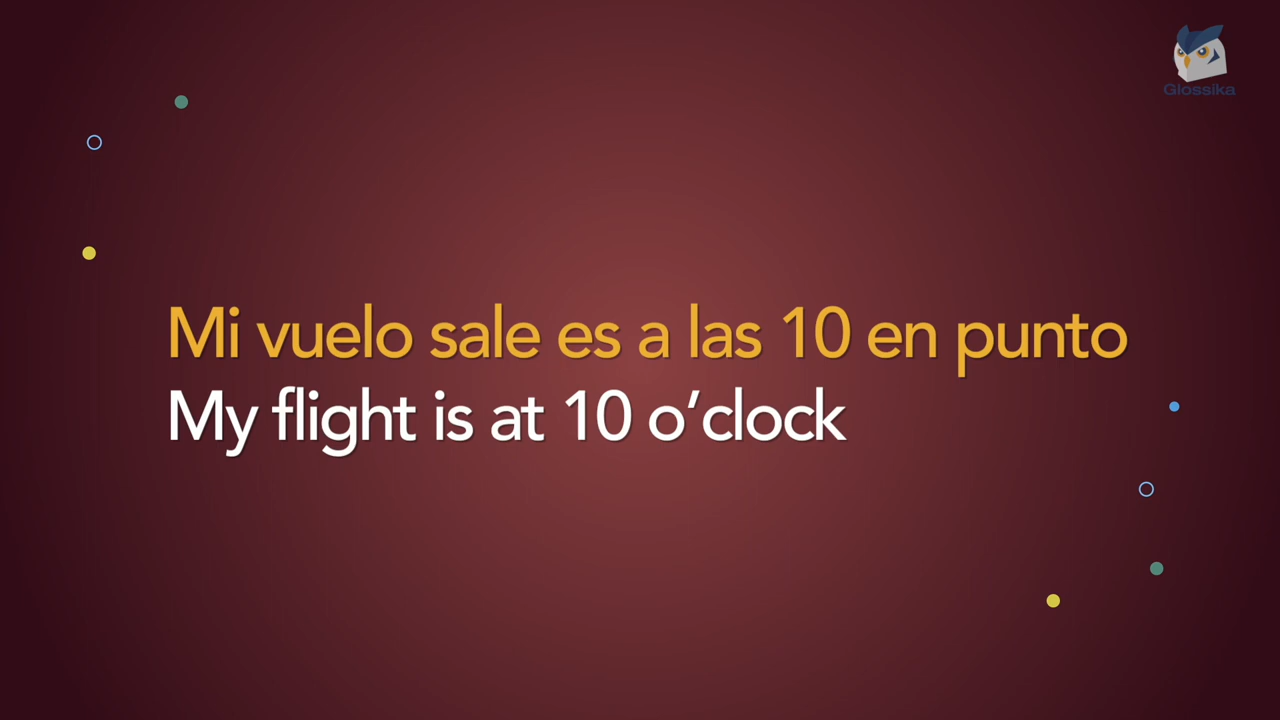 Glossika
Mi vuelo sale es a las 10 en punto
My flight is at 10 o’clock